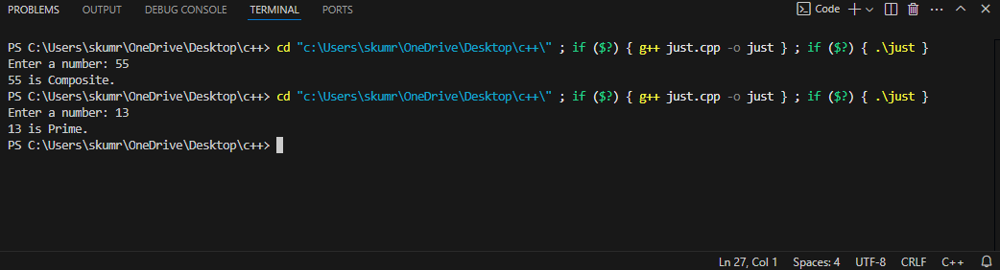 PROBLEMS OUTPUT DEBUG CONSOLE TERMINAL PORTS Code
PS C:\Users\skumr\OneDrive\Desktop\c++> cd "c:\Users\skumr\OneDrive\Desktop\c++\" ; if ($?) { g++ just.cpp -o just } ; if ($?) { .\just }
Enter a number: 55
55 is Composite.
PS C:\Users\skumr\OneDrive\Desktop\c++> cd "c:\Users\skumr\OneDrive\Desktop\c++\" ; if ($?) { g++ just.cpp -o just } ; if ($?) { .\just }
Enter a number: 13
13 is Prime.
PS C:\Users\skumr\OneDrive\Desktop\c++>
Ln 27, Col 1 Spaces: 4 UTF-8 CRLF C++